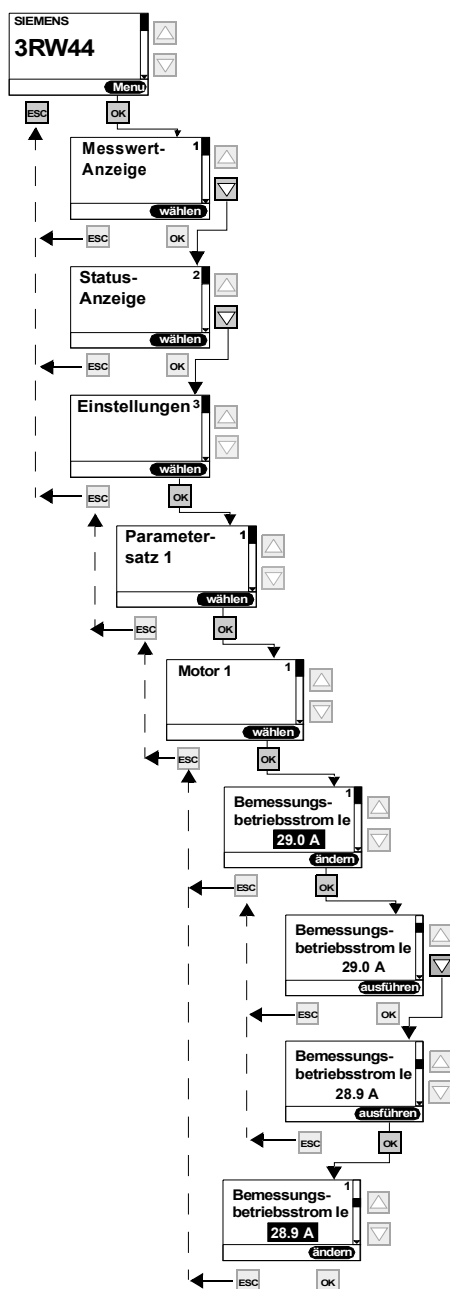 SIEMENS
3RW44
Menu
ESC
OK
Messwert- 1
Anzeige
wählen
ESC
OK
Status- 2
Anzeige
wählen
ESC
OK
Einstellungen 3
wählen
ESC
OK
Parameter- 1
satz 1
wählen
ESC
OK
Motor 1 1
wählen
ESC
OK
1
Bemessungs-
betriebsstrom Ie
29.0 A
ändern
ESC
OK
Bemessungs-
betriebsstrom Ie
29.0 A
ausführen
ESC
OK
Bemessungs-
betriebsstrom Ie
28.9 A
ausführen
ESC
OK
1
Bemessungs-
betriebsstrom Ie
28.9 A
ändern
ESC
OK